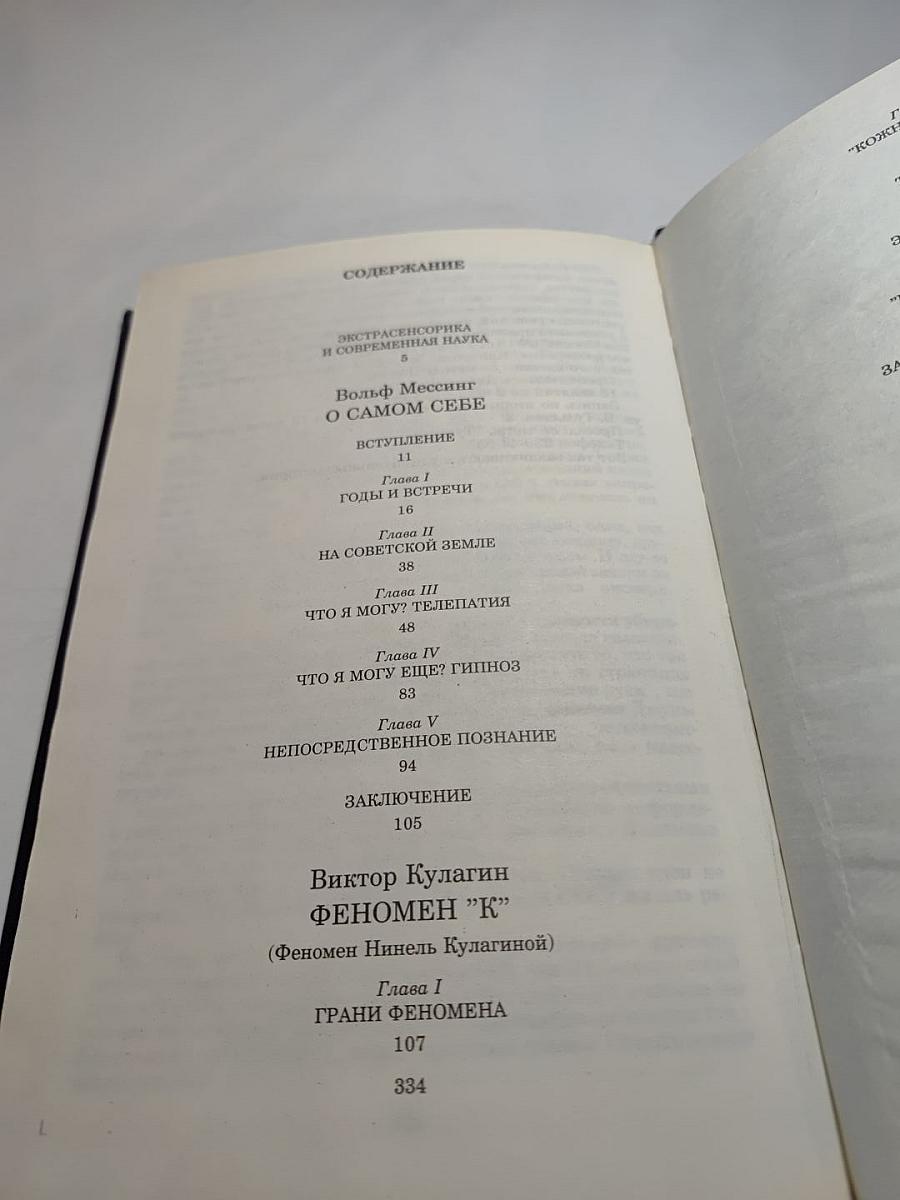 СОДЕРЖАНИЕ
ЭКСТРАСЕНСОРИКА
И СОВРЕМЕННАЯ НАУКА
5
Вольф Мессинг
О САМОМ СЕБЕ
ВСТУПЛЕНИЕ
11
Глава I
ГОДЫ И ВСТРЕЧИ
16
Глава II
НА СОВЕТСКОЙ ЗЕМЛЕ
38
Глава III
ЧТО Я МОГУ? ТЕЛЕПАТИЯ
48
Глава IV
ЧТО Я МОГУ ЕЩЕ? ГИПНОЗ
83
Глава V
НЕПОСРЕДСТВЕННОЕ ПОЗНАНИЕ
94
ЗАКЛЮЧЕНИЕ
105
Виктор Кулагин
ФЕНОМЕН ”К”
(Феномен Нинель Кулагиной)
Глава I
ГРАНИ ФЕНОМЕНА
107
334